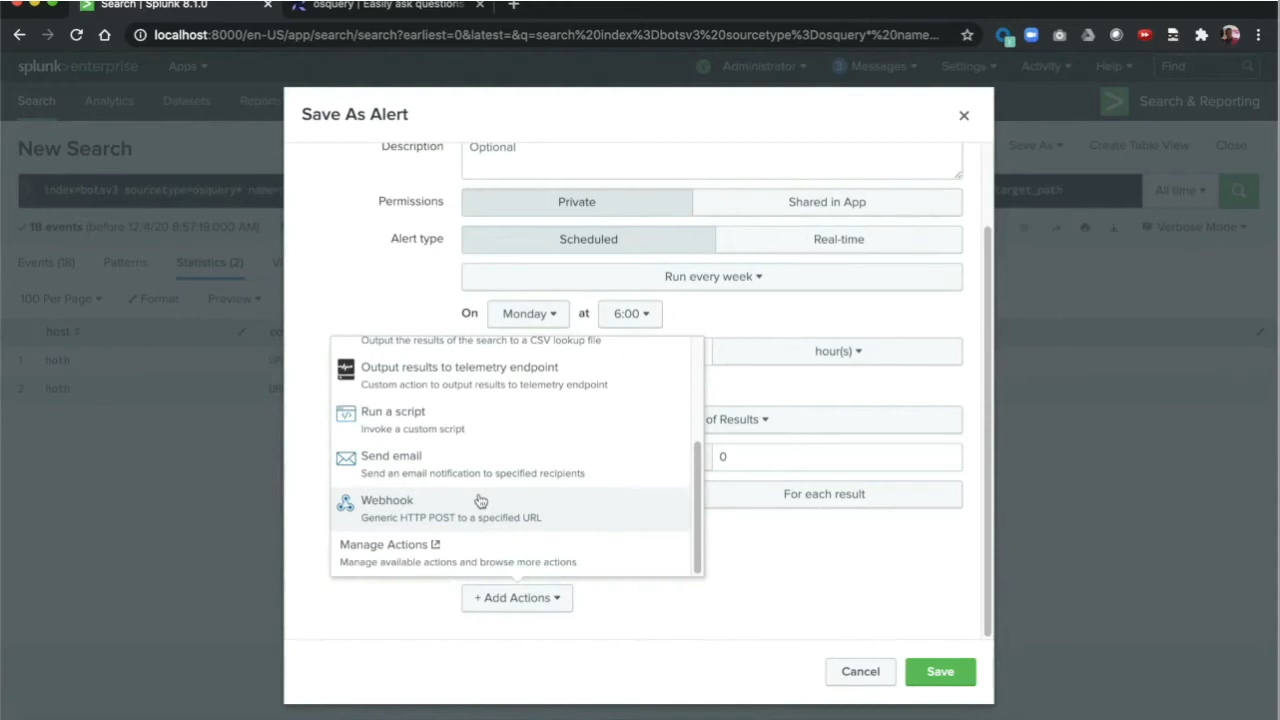 Search | Splunk 8.1.0
osquery | Easily ask questions
localhost:8000/en-US/app/search/search?earliest=0&latest=&q=search%20index%3Dbotsv3%20sourcetype%3Dosquery*%20name...
splunk>enterprise Apps Administrator 3 Messages Settings Activity Help Find
Search Analytics Datasets Reports Search & Reporting
Save As Alert
New Search Save As Create Table View Close
Description Optional
index=botsv3 sourcetype=osquery* name= target_path All time
Permissions Private Shared in App
18 events (before 12/4/20 8:57:19.000 AM) Verbose Mode
Alert type Scheduled Real-time
Events (18) Patterns Statistics (2)
Run every week
100 Per Page Format Preview
On Monday at 6:00
host
hour(s)
1 hoth
2 hoth
Output the results of the search to a CSV lookup file
Output results to telemetry endpoint
Custom action to output results to telemetry endpoint
Run a script
Invoke a custom script
of Results
Send email
Send an email notification to specified recipients
0
Webhook
Generic HTTP POST to a specified URL
For each result
Manage Actions
Manage available actions and browse more actions
+ Add Actions
Cancel Save